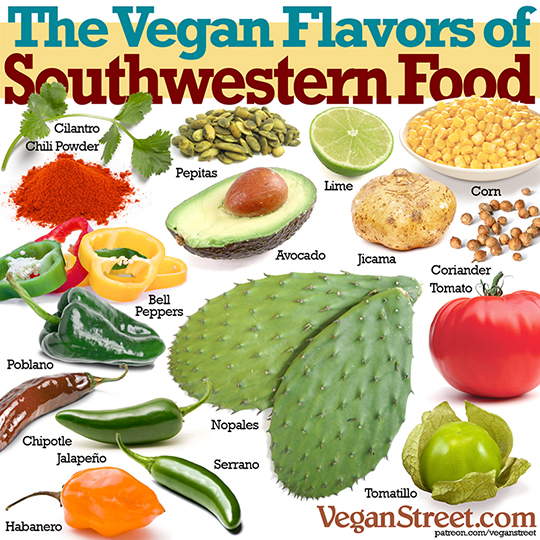 The Vegan Flavors of
Southwestern Food
Cilantro
Chili Powder
Pepitas
Lime
Corn
Avocado
Jicama
Coriander
Tomato
Bell
Peppers
Poblano
Nopales
Chipotle
Jalapeño
Serrano
Tomatillo
Habanero
VeganStreet.com
patreon.com/veganstreet